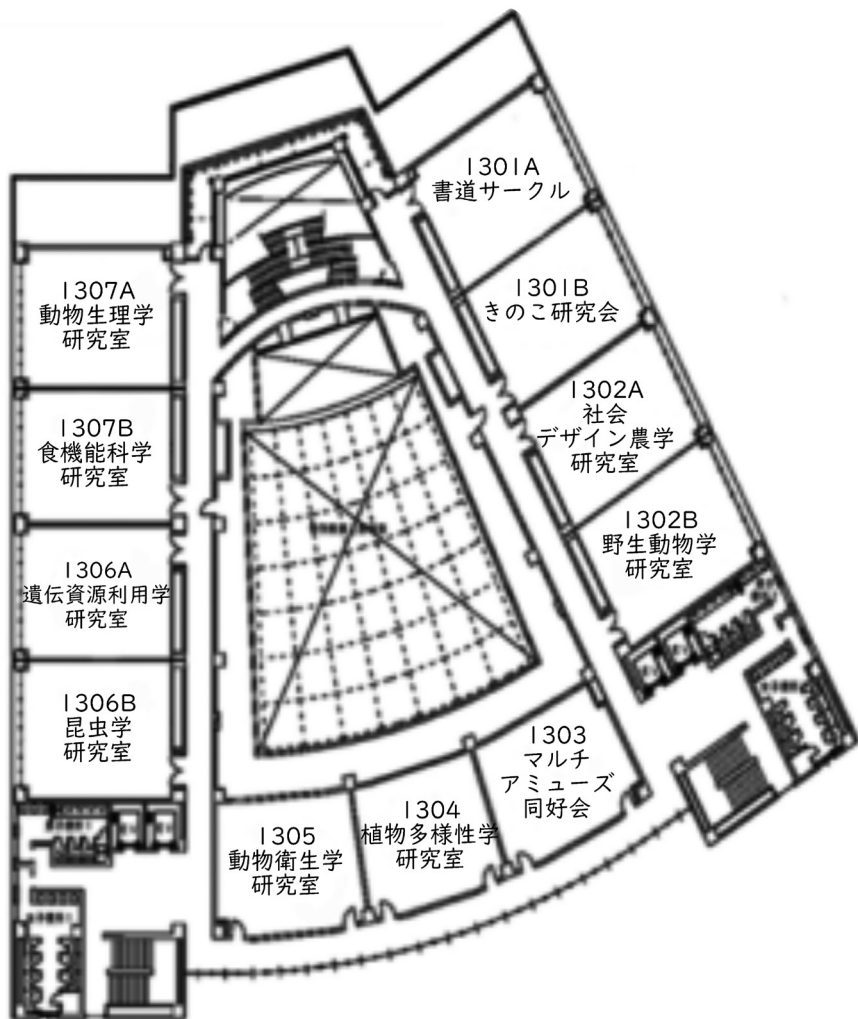 1301A
書道サークル
1301B
きのこ研究会
1302A
社会
デザイン農学
研究室
1302B
野生動物学
研究室
1303
マルチ
アミューズ
同好会
1304
植物多様性学
研究室
1305
動物衛生学
研究室
1306B
昆虫学
研究室
1306A
遺伝資源利用学
研究室
1307B
食機能科学
研究室
1307A
動物生理学
研究室